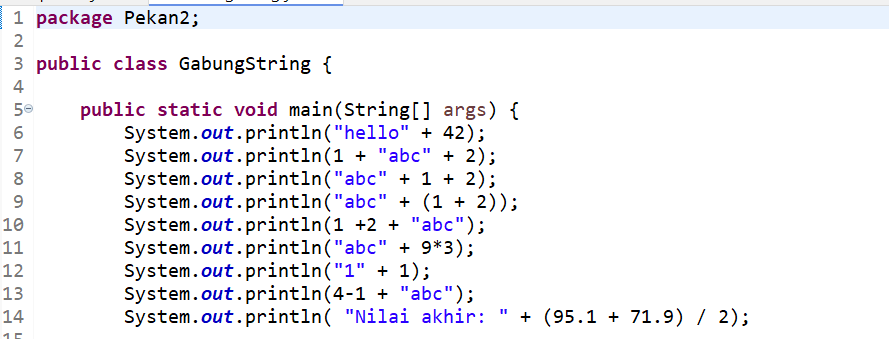 1 package Pekan2;
2
3 public class GabungString {
4
5 public static void main(String[] args) {
6 System.out.println("hello" + 42);
7 System.out.println(1 + "abc" + 2);
8 System.out.println("abc" + 1 + 2);
9 System.out.println("abc" + (1 + 2));
10 System.out.println(1 +2 + "abc");
11 System.out.println("abc" + 9*3);
12 System.out.println("1" + 1);
13 System.out.println(4-1 + "abc");
14 System.out.println( "Nilai akhir: " + (95.1 + 71.9) / 2);